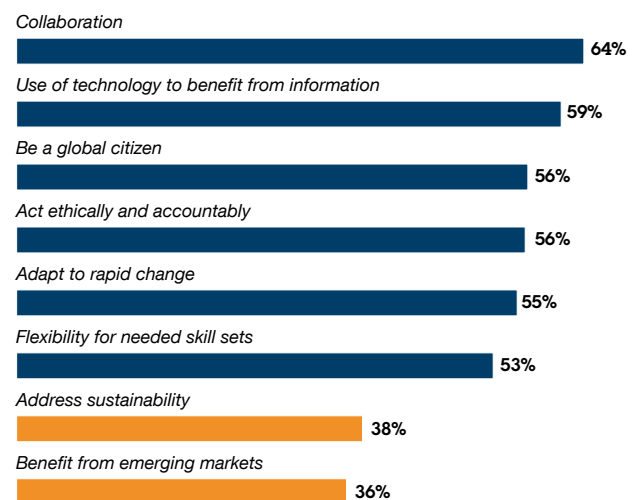 Collaboration
64%
Use of technology to benefit from information
59%
Be a global citizen
56%
Act ethically and accountably
56%
Adapt to rapid change
55%
Flexibility for needed skill sets
53%
Address sustainability
38%
Benefit from emerging markets
36%